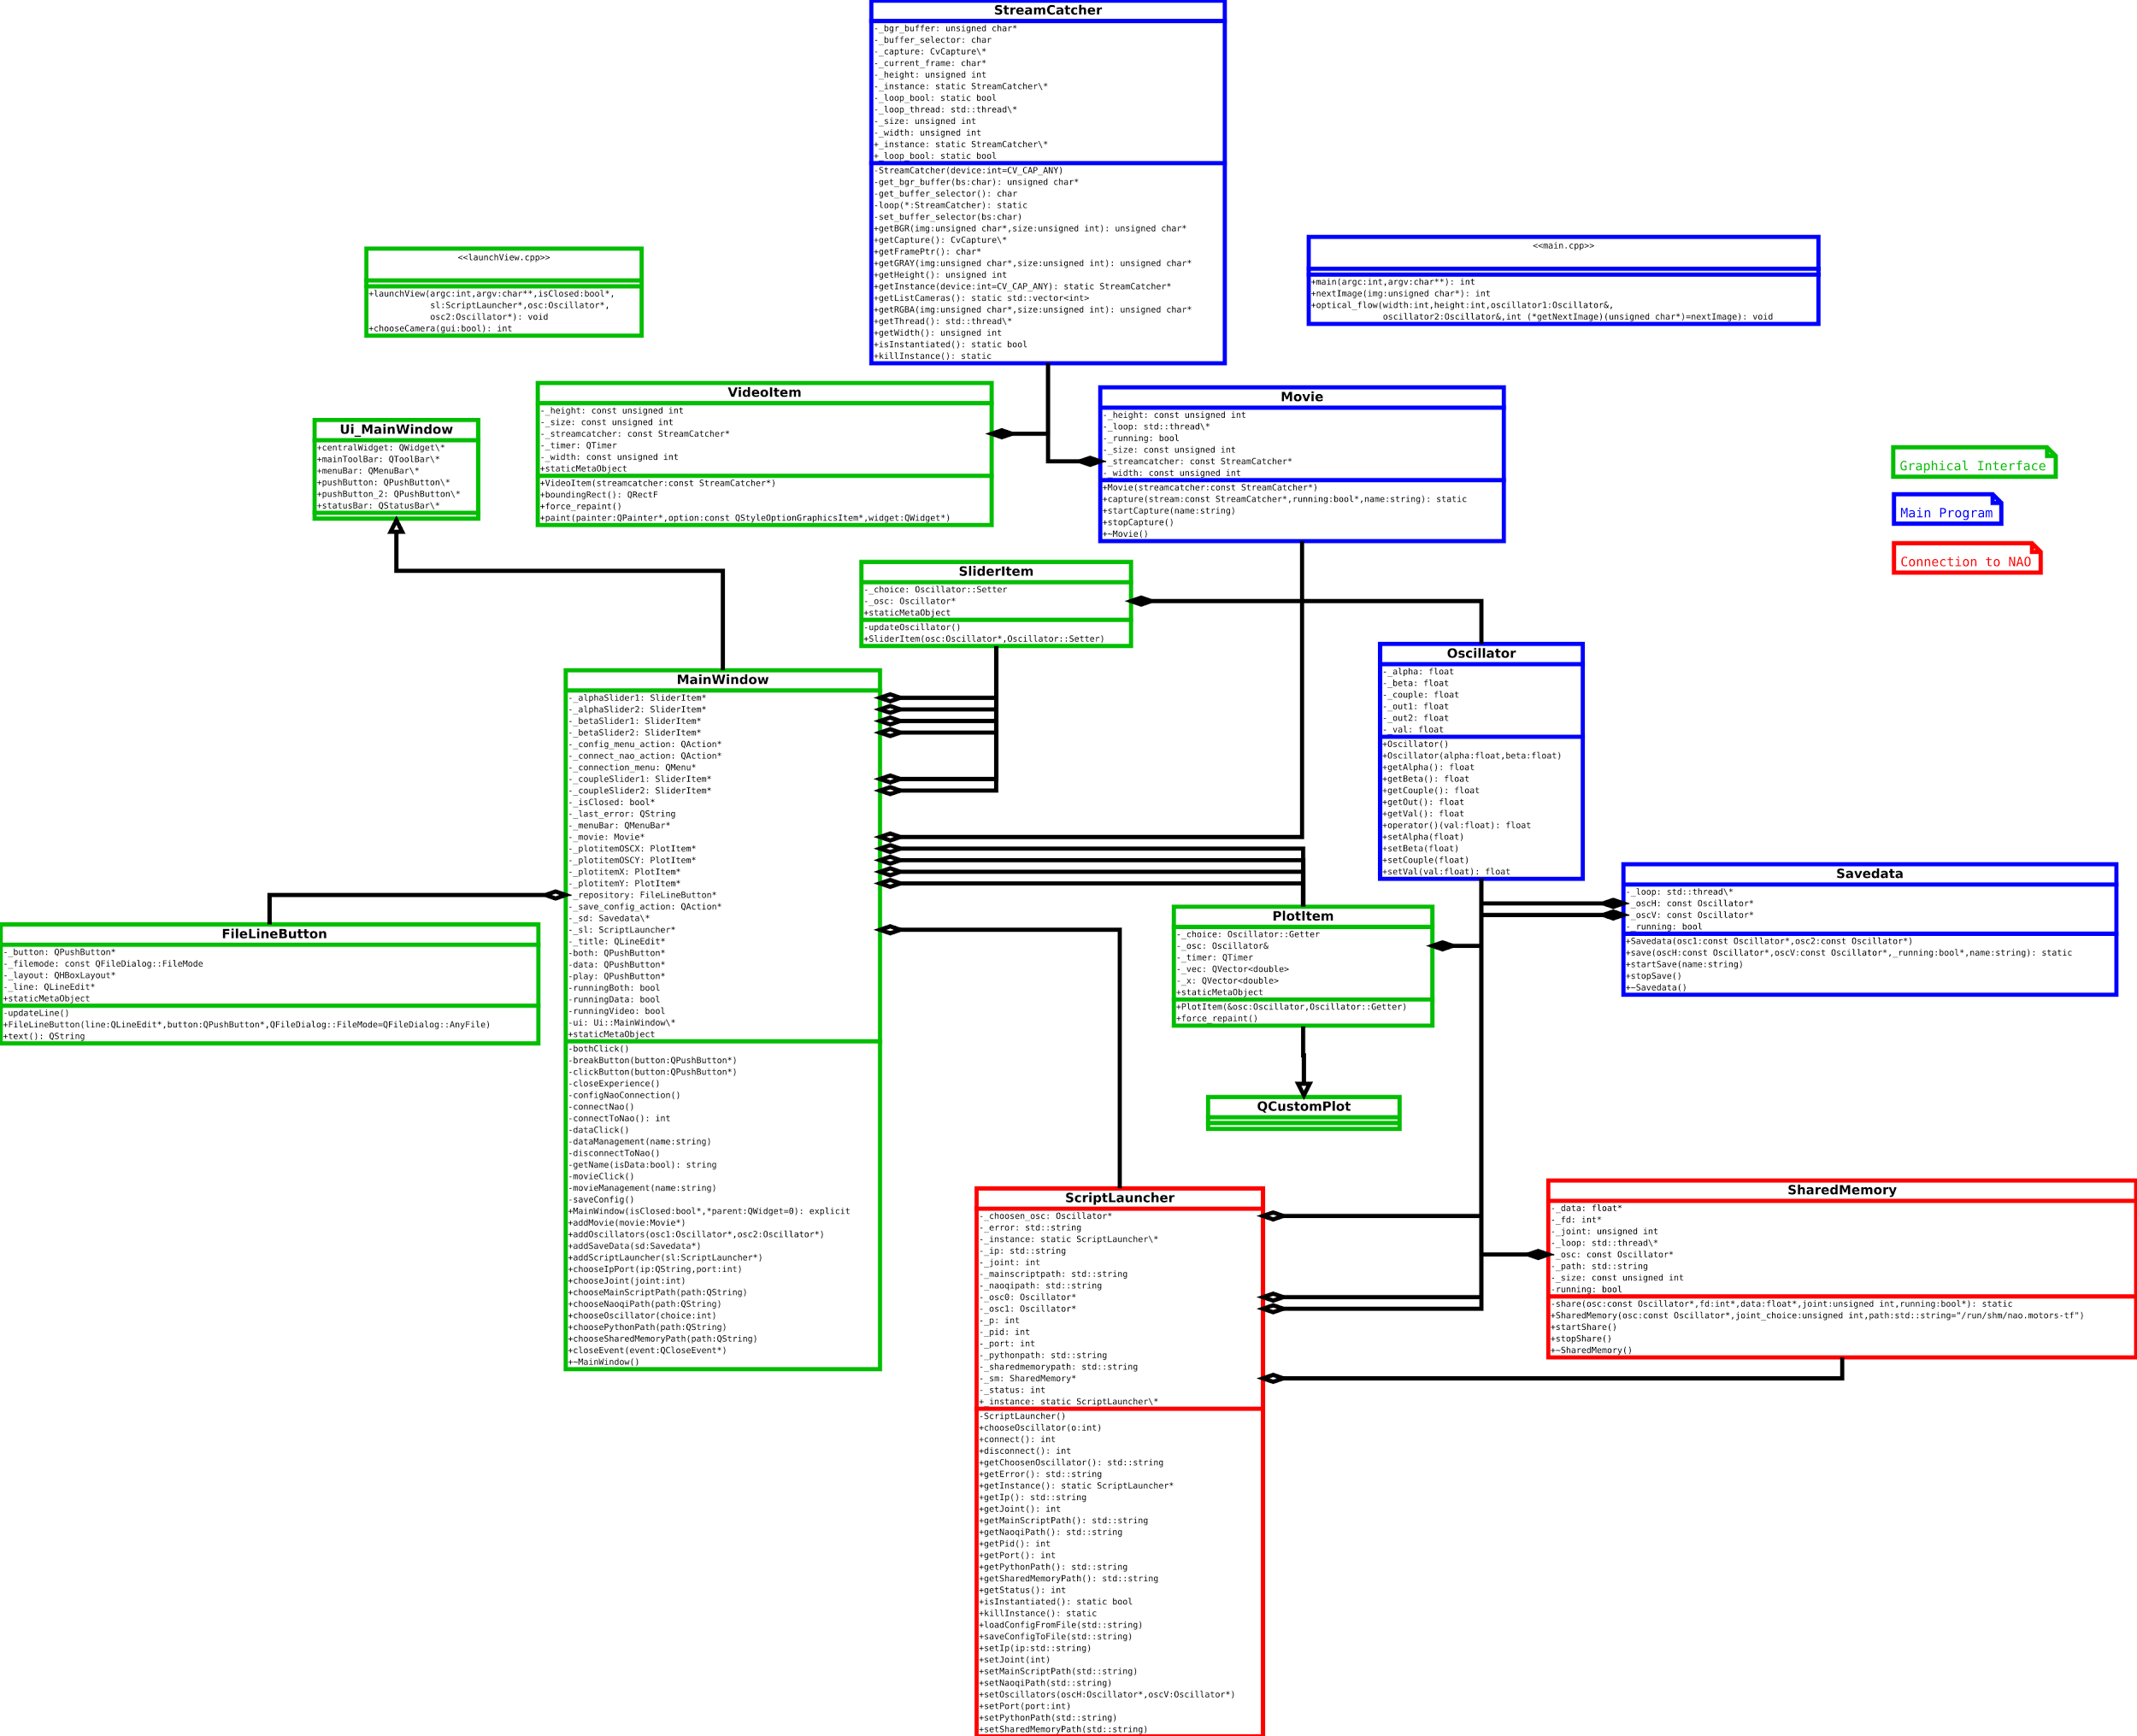 StreamCatcher
-_bgr_buffer: unsigned char*
-_buffer_selector: char
-_capture: CvCapture\*
-_current_frame: char*
-_height: unsigned int
-_instance: static StreamCatcher\*
-_loop_bool: static bool
-_loop_thread: std::thread\*
-_size: unsigned int
-_width: unsigned int
+_instance: static StreamCatcher\*
+_loop_bool: static bool
-StreamCatcher(device:int=CV_CAP_ANY)
-get_bgr_buffer(bs:char): unsigned char*
-get_buffer_selector(): char
-loop(*:StreamCatcher): static
-set_buffer_selector(bs:char)
+getBGR(img:unsigned char*,size:unsigned int): unsigned char*
+getCapture(): CvCapture\*
+getFramePtr(): char*
+getGRAY(img:unsigned char*,size:unsigned int): unsigned char*
+getHeight(): unsigned int
+getInstance(device:int=CV_CAP_ANY): static StreamCatcher*
+getListCameras(): static std::vector<int>
+getRGBA(img:unsigned char*,size:unsigned int): unsigned char*
+getThread(): std::thread\*
+getWidth(): unsigned int
+isInstantiated(): static bool
+killInstance(): static
<<launchView.cpp>>
+launchView(argc:int,argv:char**,isClosed:bool*,
sl:ScriptLauncher*,osc:Oscillator*,
osc2:Oscillator*): void
+chooseCamera(gui:bool): int
<<main.cpp>>
+main(argc:int,argv:char**): int
+nextImage(img:unsigned char*): int
+optical_flow(width:int,height:int,oscillator1:Oscillator&,
oscillator2:Oscillator&,int (*getNextImage)(unsigned char*)=nextImage): void
Ui_MainWindow
+centralWidget: QWidget\*
+mainToolBar: QToolBar\*
+menuBar: QMenuBar\*
+pushButton: QPushButton\*
+pushButton_2: QPushButton\*
+statusBar: QStatusBar\*
VideoItem
-_height: const unsigned int
-_size: const unsigned int
-_streamcatcher: const StreamCatcher*
-_timer: QTimer
-_width: const unsigned int
+staticMetaObject
+VideoItem(streamcatcher:const StreamCatcher*)
+boundingRect(): QRectF
+force_repaint()
+paint(painter:QPainter*,option:const QStyleOptionGraphicsItem*,widget:QWidget*)
Movie
-_height: const unsigned int
-_loop: std::thread\*
-_running: bool
-_size: const unsigned int
-_streamcatcher: const StreamCatcher*
-_width: const unsigned int
+Movie(streamcatcher:const StreamCatcher*)
+capture(stream:const StreamCatcher*,running:bool*,name:string): static
+startCapture(name:string)
+stopCapture()
+~Movie()
Graphical Interface
Main Program
Connection to NAO
SliderItem
-_choice: Oscillator::Setter
-_osc: Oscillator*
+staticMetaObject
-updateOscillator()
+SliderItem(osc:Oscillator*,Oscillator::Setter)
Oscillator
-_alpha: float
-_beta: float
-_couple: float
-_out1: float
-_out2: float
-_val: float
+Oscillator()
+Oscillator(alpha:float,beta:float)
+getAlpha(): float
+getBeta(): float
+getCouple(): float
+getOut(): float
+getVal(): float
+operator()(val:float): float
+setAlpha(float)
+setBeta(float)
+setCouple(float)
+setVal(val:float): float
MainWindow
-_alphaSlider1: SliderItem*
-_alphaSlider2: SliderItem*
-_betaSlider1: SliderItem*
-_betaSlider2: SliderItem*
-_config_menu_action: QAction*
-_connect_nao_action: QAction*
-_connection_menu: QMenu*
-_coupleSlider1: SliderItem*
-_coupleSlider2: SliderItem*
-_isClosed: bool*
-_last_error: QString
-_menuBar: QMenuBar*
-_movie: Movie*
-_plotitemOSCX: PlotItem*
-_plotitemOSCY: PlotItem*
-_plotitemX: PlotItem*
-_plotitemY: PlotItem*
-_repository: FileLineButton*
-_save_config_action: QAction*
-_sd: Savedata\*
-_sl: ScriptLauncher*
-_title: QLineEdit*
-both: QPushButton*
-data: QPushButton*
-play: QPushButton*
-runningBoth: bool
-runningData: bool
-runningVideo: bool
-ui: Ui::MainWindow\*
+staticMetaObject
-bothClick()
-breakButton(button:QPushButton*)
-clickButton(button:QPushButton*)
-closeExperience()
-configNaoConnection()
-connectNao()
-connectToNao(): int
-dataClick()
-dataManagement(name:string)
-disconnectToNao()
-getName(isData:bool): string
-movieClick()
-movieManagement(name:string)
-saveConfig()
+MainWindow(isClosed:bool*,*parent:QWidget=0): explicit
+addMovie(movie:Movie*)
+addOscillators(osc1:Oscillator*,osc2:Oscillator*)
+addSaveData(sd:Savedata*)
+addScriptLauncher(sl:ScriptLauncher*)
+chooseIpPort(ip:QString,port:int)
+chooseJoint(joint:int)
+chooseMainScriptPath(path:QString)
+chooseNaoqiPath(path:QString)
+chooseOscillator(choice:int)
+choosePythonPath(path:QString)
+chooseSharedMemoryPath(path:QString)
+closeEvent(event:QCloseEvent*)
+~MainWindow()
FileLineButton
-_button: QPushButton*
-_filemode: const QFileDialog::FileMode
-_layout: QHBoxLayout*
-_line: QLineEdit*
+staticMetaObject
-updateLine()
+FileLineButton(line:QLineEdit*,button:QPushButton*,QFileDialog::FileMode=QFileDialog::AnyFile)
+text(): QString
Savedata
-_loop: std::thread\*
-_oscH: const Oscillator*
-_oscV: const Oscillator*
-_running: bool
+Savedata(osc1:const Oscillator*,osc2:const Oscillator*)
+save(oscH:const Oscillator*,oscV:const Oscillator*,_running:bool*,name:string): static
+startSave(name:string)
+stopSave()
+~Savedata()
PlotItem
-_choice: Oscillator::Getter
-_osc: Oscillator&
-_timer: QTimer
-_vec: QVector<double>
-_x: QVector<double>
+staticMetaObject
+PlotItem(&osc:Oscillator,Oscillator::Getter)
+force_repaint()
QCustomPlot
ScriptLauncher
-_choosen_osc: Oscillator*
-_error: std::string
-_instance: static ScriptLauncher\*
-_ip: std::string
-_joint: int
-_mainscriptpath: std::string
-_naoqipath: std::string
-_osc0: Oscillator*
-_osc1: Oscillator*
-_p: int
-_pid: int
-_port: int
-_pythonpath: std::string
-_sharedmemorypath: std::string
-_sm: SharedMemory*
-_status: int
+_instance: static ScriptLauncher\*
-ScriptLauncher()
+chooseOscillator(o:int)
+connect(): int
+disconnect(): int
+getChoosenOscillator(): std::string
+getError(): std::string
+getInstance(): static ScriptLauncher*
+getIp(): std::string
+getJoint(): int
+getMainScriptPath(): std::string
+getNaoqiPath(): std::string
+getPid(): int
+getPort(): int
+getPythonPath(): std::string
+getSharedMemoryPath(): std::string
+getStatus(): int
+isInstantiated(): static bool
+killInstance(): static
+loadConfigFromFile(std::string)
+saveConfigToFile(std::string)
+setIp(ip:std::string)
+setJoint(int)
+setMainScriptPath(std::string)
+setNaoqiPath(std::string)
+setOscillators(oscH:Oscillator*,oscV:Oscillator*)
+setPort(port:int)
+setPythonPath(std::string)
+setSharedMemoryPath(std::string)
SharedMemory
-_data: float*
-_fd: int*
-_joint: unsigned int
-_loop: std::thread\*
-_osc: const Oscillator*
-_path: std::string
-_size: const unsigned int
-running: bool
-share(osc:const Oscillator*,fd:int*,data:float*,joint:unsigned int,running:bool*): static
+SharedMemory(osc:const Oscillator*,joint_choice:unsigned int,path:std::string="/run/shm/nao.motors-tf")
+startShare()
+stopShare()
+~SharedMemory()